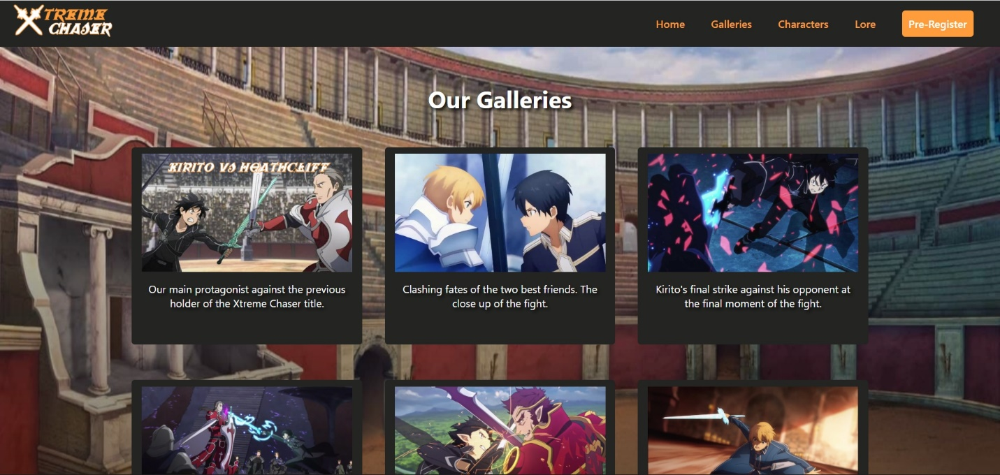 XTREME
CHASER
Home
Galleries
Characters
Lore
Pre-Register
Our Galleries
KIRITO VS HEATHCLIFF
Our main protagonist against the previous
holder of the Xtreme Chaser title.
Clashing fates of the two best friends. The
close up of the fight.
Kirito's final strike against his opponent at
the final moment of the fight.